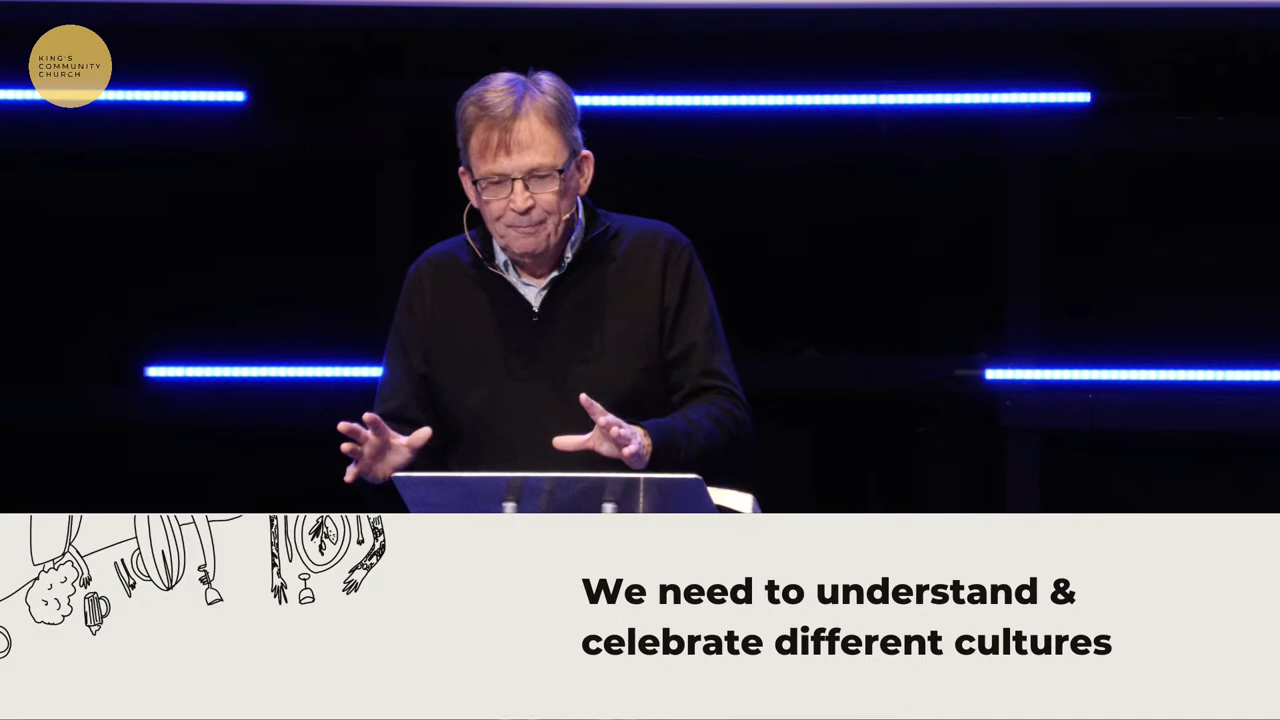 KING'S
COMMUNITY
CHURCH
We need to understand &
celebrate different cultures